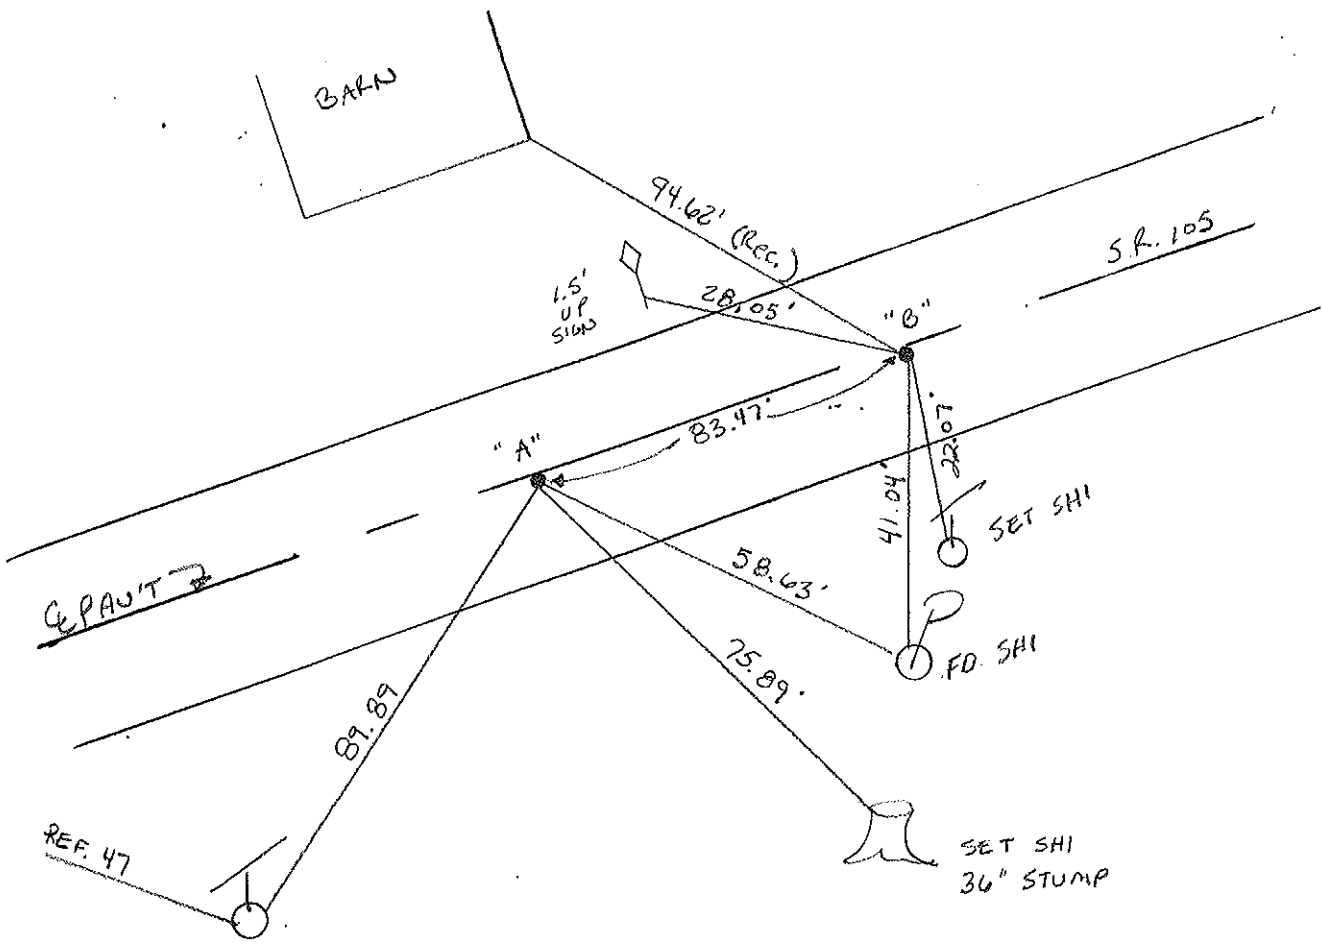 BARN
94.62' (Rec.)
S.R. 105
1.5'
UP
SIGN
28.05'
"B"
83.47'
"A"
22.07'
41.04'
SET SHI
58.63'
℄ PAV'T
FD. SHI
75.89'
89.89
REF. 47
SET SHI
36" STUMP